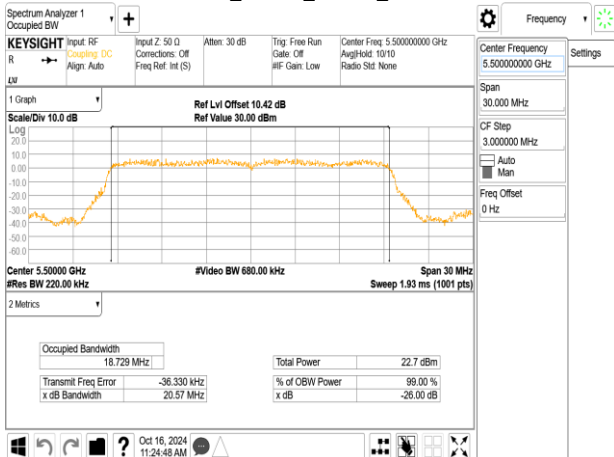 Spectrum Analyzer 1
Occupied BW
Frequency
KEYSIGHT
R
Input: RF
Coupling: DC
Align: Auto
Input Z: 50 Ω
Corrections: Off
Freq Ref: Int (S)
Atten: 30 dB
Trig: Free Run
Gate: Off
#IF Gain: Low
Center Freq: 5.500000000 GHz
Avg|Hold: 10/10
Radio Std: None
Center Frequency
5.500000000 GHz
Settings
Span
30.000 MHz
CF Step
3.000000 MHz
Auto
Man
Freq Offset
0 Hz
1 Graph
Scale/Div 10.0 dB
Ref Lvl Offset 10.42 dB
Ref Value 30.00 dBm
Log
20.0
10.0
0.00
-10.0
-20.0
-30.0
-40.0
-50.0
-60.0
Center 5.50000 GHz
#Res BW 220.00 kHz
#Video BW 680.00 kHz
Span 30 MHz
Sweep 1.93 ms (1001 pts)
2 Metrics
Occupied Bandwidth
18.729 MHz
Total Power 22.7 dBm
Transmit Freq Error -36.330 kHz
% of OBW Power 99.00 %
x dB Bandwidth 20.57 MHz
x dB -26.00 dB
?
Oct 16, 2024
11:24:48 AM